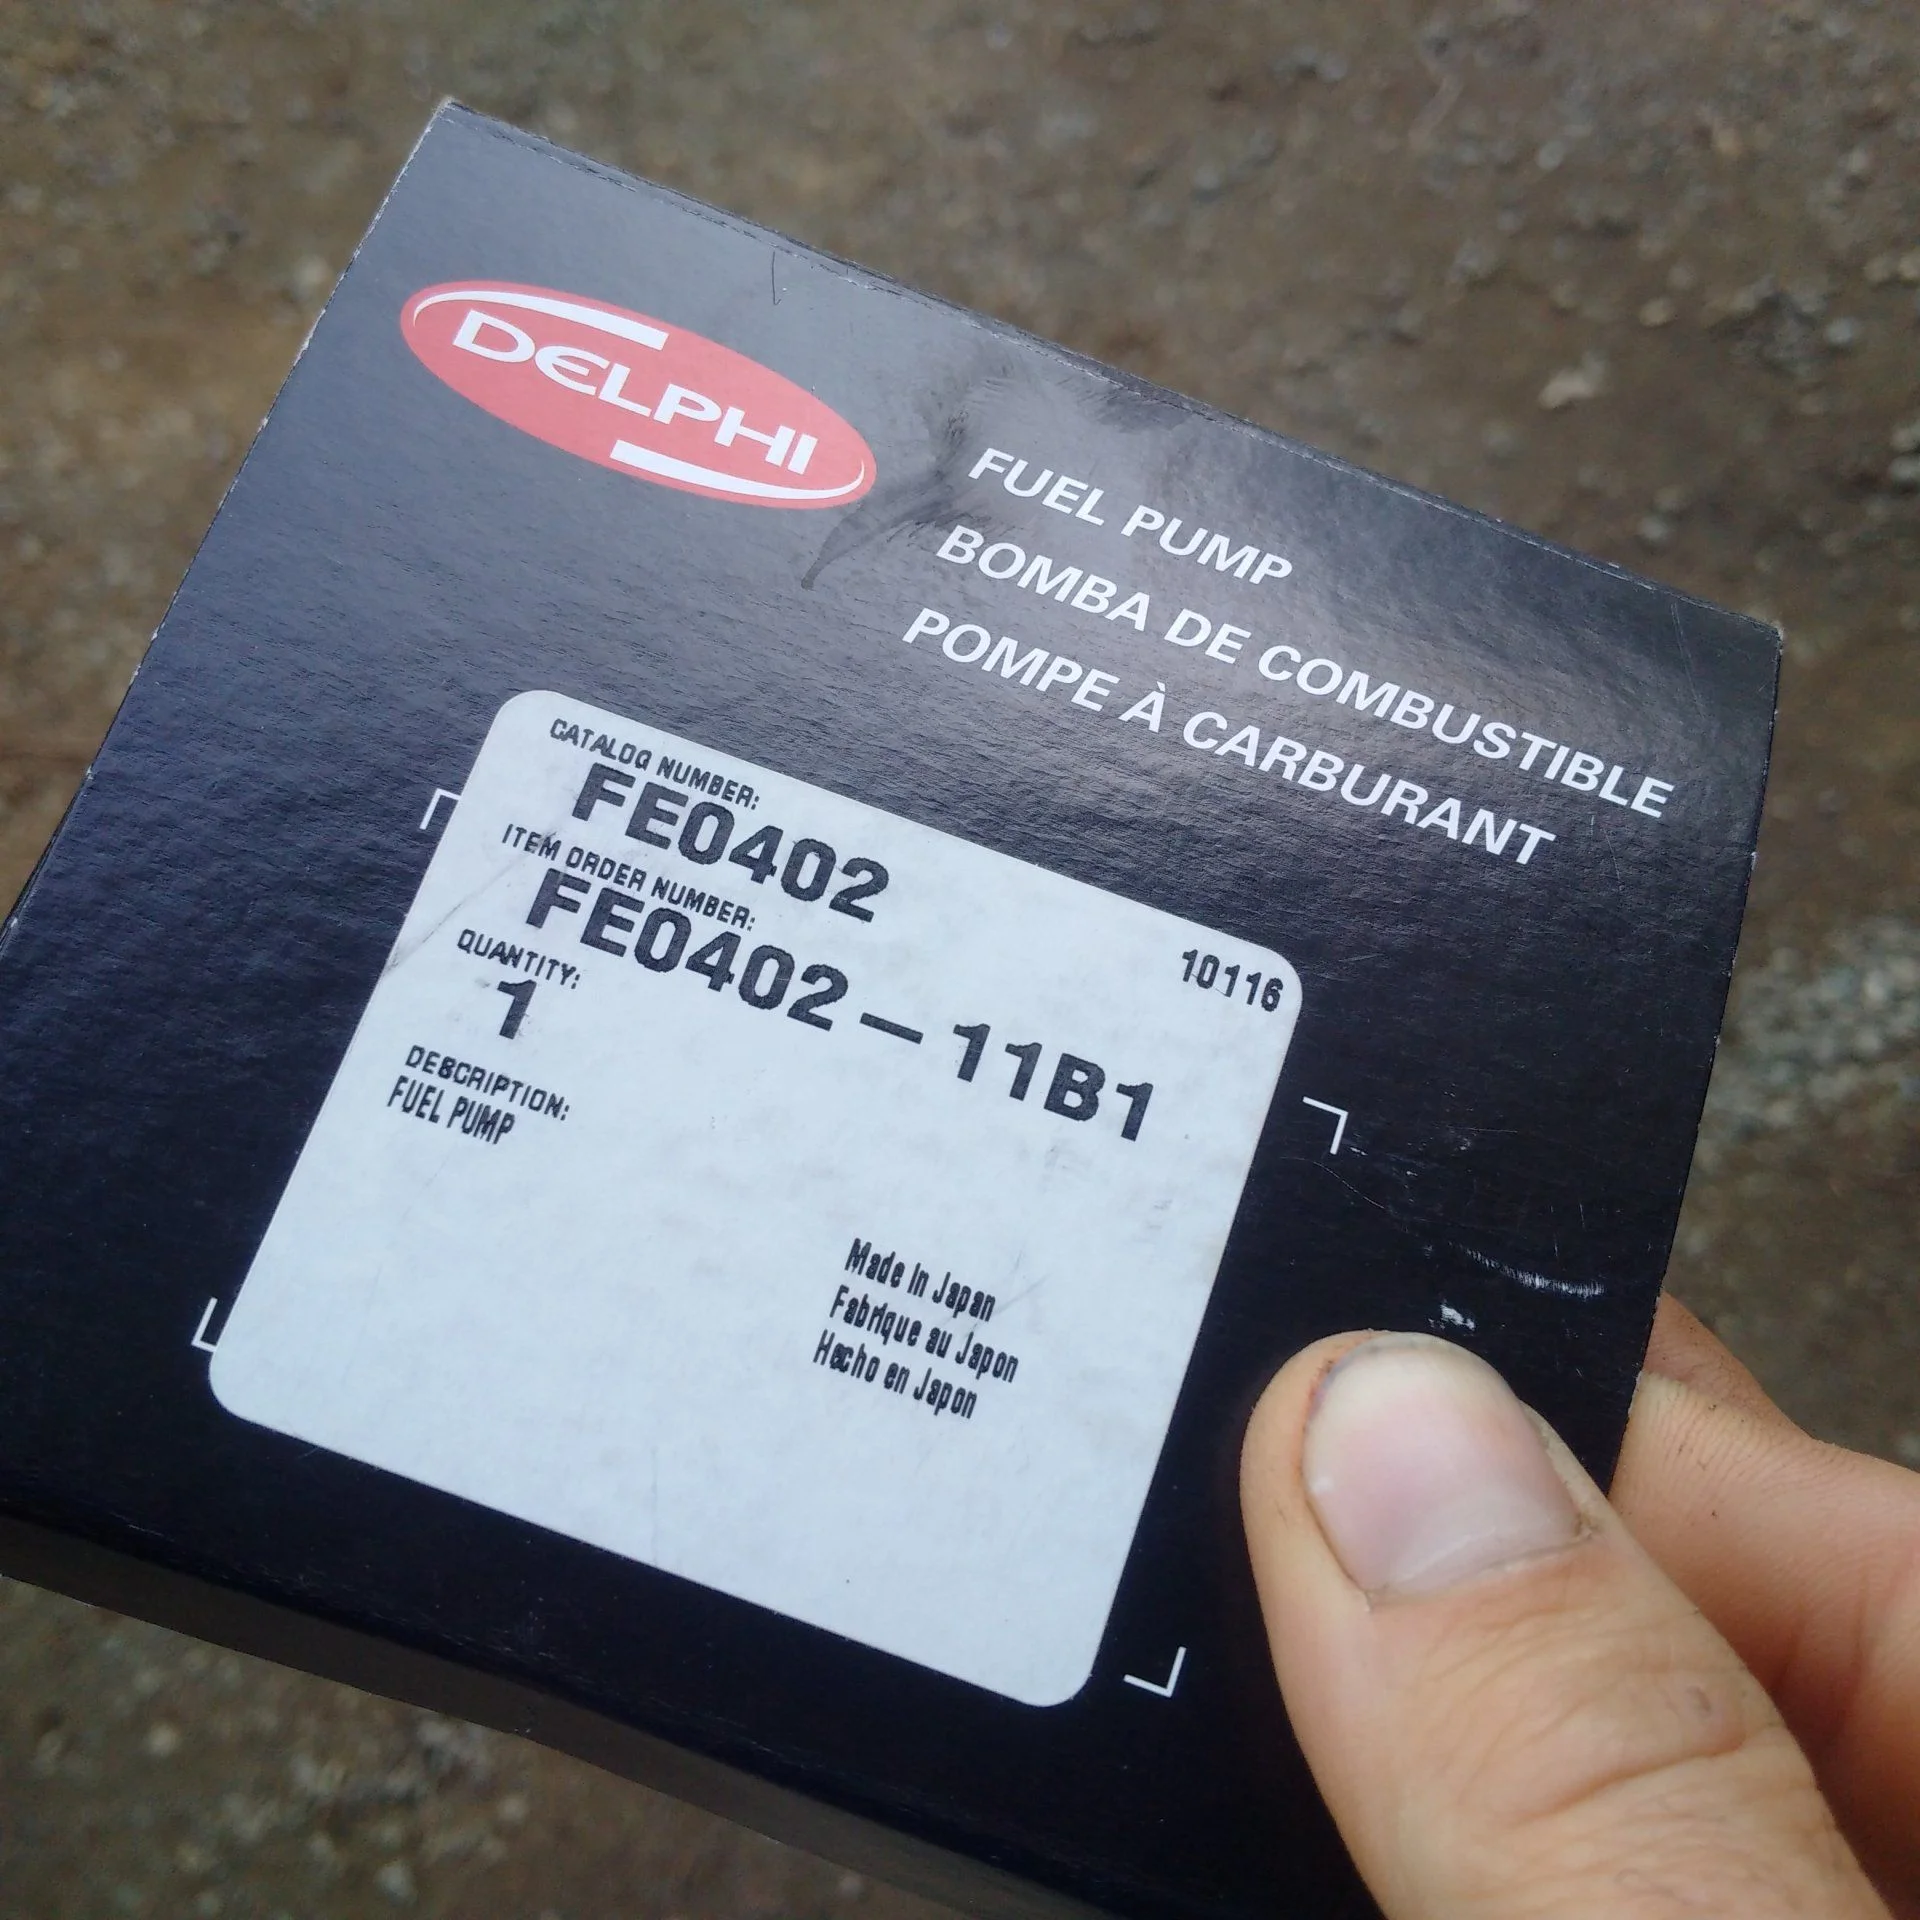 DELPHI
FUEL PUMP
BOMBA DE COMBUSTIBLE
POMPE À CARBURANT
CATALOG NUMBER:
FE0402
ITEM ORDER NUMBER:
FE0402-11B1
10116
QUANTITY:
1
DESCRIPTION:
FUEL PUMP
Made in Japan
Fabrique au Japon
Hecho en Japon